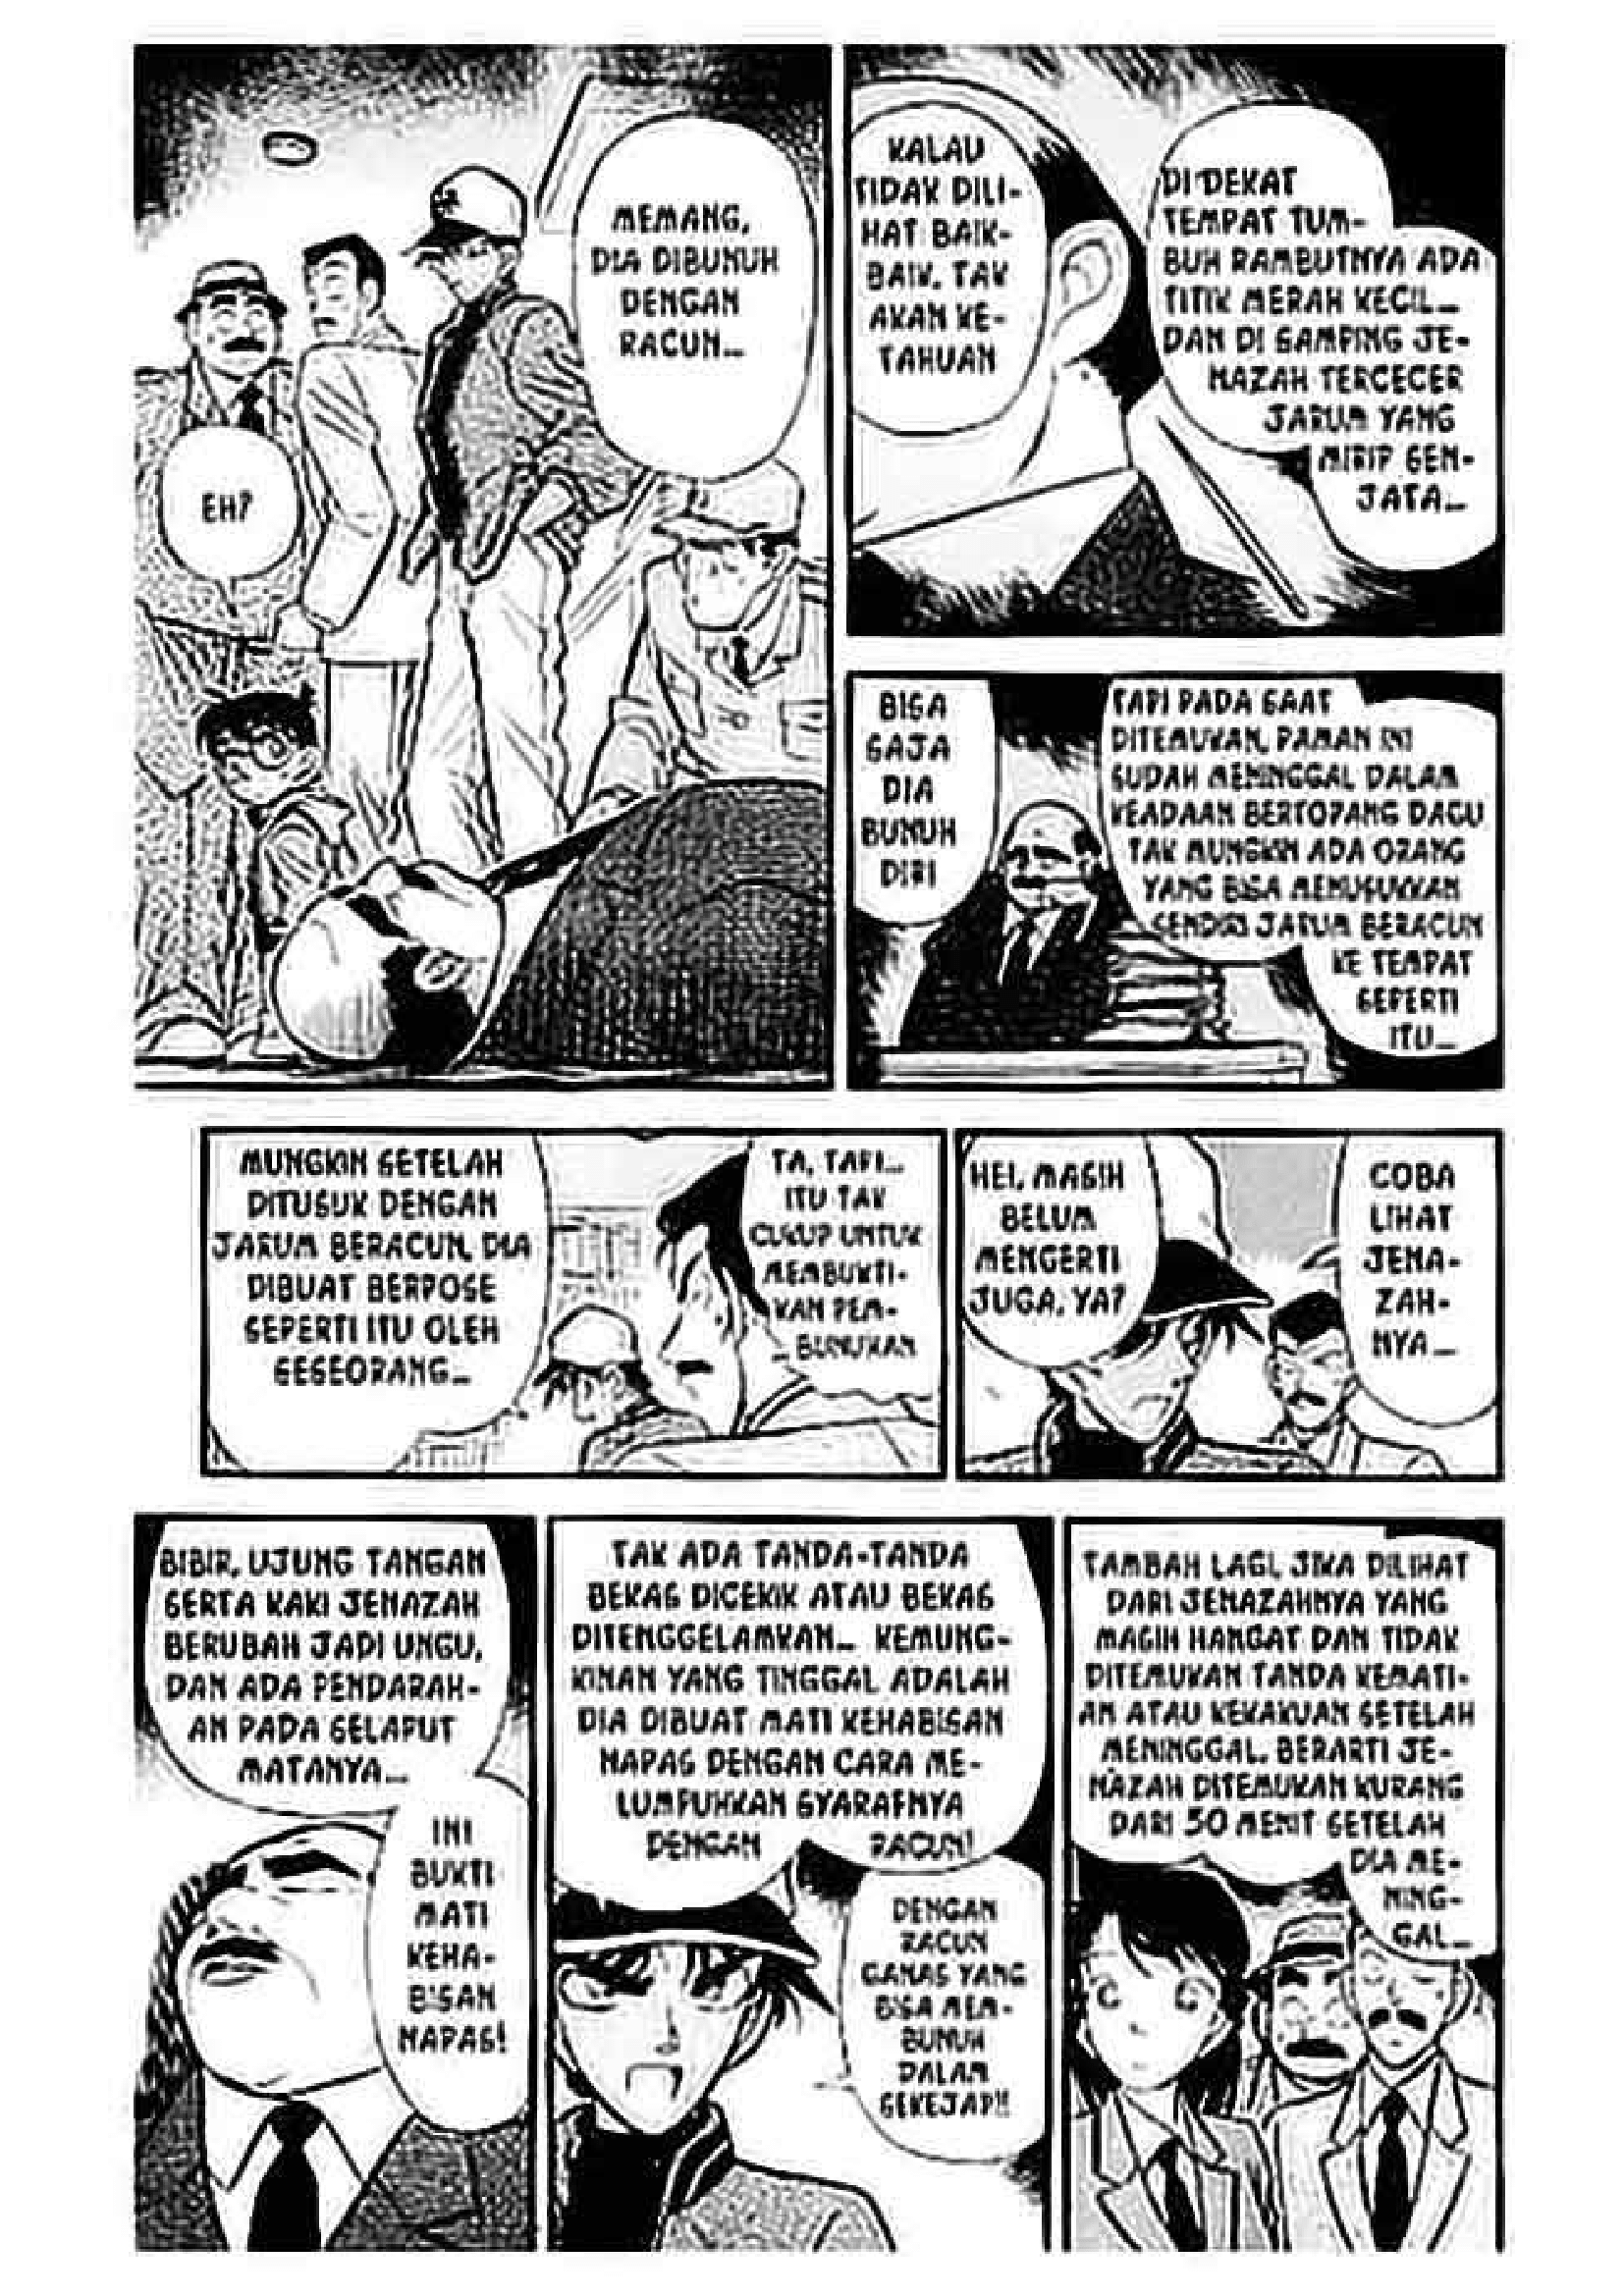 MEMANG,
DIA DIBUNUH
DENGAN
RACUN...
EH?
KALAU
TIDAK DILI-
HAT BAIK-
BAIK, TAK
AKAN KE-
TAHUAN
DI DEKAT
TEMPAT TUM-
BUH RAMBUTNYA ADA
TITIK MERAH KECIL...
DAN DI SAMPING JE-
NAZAH TERCECER
JARUM YANG
MIRIP SEN-
JATA...
BISA
SAJA
DIA
BUNUH
DIRI
TAPI PADA SAAT
DITEMUKAN, PAMAN INI
SUDAH MENINGGAL DALAM
KEADAAN BERTOPANG DAGU
TAK MUNGKIN ADA ORANG
YANG BISA MENUSUKKAN
SENDIRI JARUM BERACUN
KE TEMPAT
SEPERTI
ITU...
MUNGKIN SETELAH
DITUSUK DENGAN
JARUM BERACUN, DIA
DIBUAT BERPOSE
SEPERTI ITU OLEH
SESEORANG...
TA, TAPI...
ITU TAK
CUKUP UNTUK
MEMBUKTI-
KAN PEM-
BUNUHAN
HEI, MASIH
BELUM
MENGERTI
JUGA, YA?
COBA
LIHAT
JENA-
ZAH-
NYA...
BIBIR, UJUNG TANGAN
SERTA KAKI JENAZAH
BERUBAH JADI UNGU,
DAN ADA PENDARAH-
AN PADA SELAPUT
MATANYA...
INI
BUKTI
MATI
KEHA-
BISAN
NAPAS!
TAK ADA TANDA-TANDA
BEKAS DICEKIK ATAU BEKAS
DITENGGELAMKAN... KEMUNG-
KINAN YANG TINGGAL ADALAH
DIA DIBUAT MATI KEHABISAN
NAPAS DENGAN CARA ME-
LUMPUHKAN SYARAFNYA
DENGAN RACUN!
DENGAN
RACUN
GANAS YANG
BISA MEM-
BUNUH
DALAM
SEKEJAP!!
TAMBAH LAGI, JIKA DILIHAT
DARI JENAZAHNYA YANG
MASIH HANGAT DAN TIDAK
DITEMUKAN TANDA KEMATI-
AN ATAU KEKAKUAN SETELAH
MENINGGAL, BERARTI JE-
NAZAH DITEMUKAN KURANG
DARI 30 MENIT SETELAH
DIA ME-
NING-
GAL...